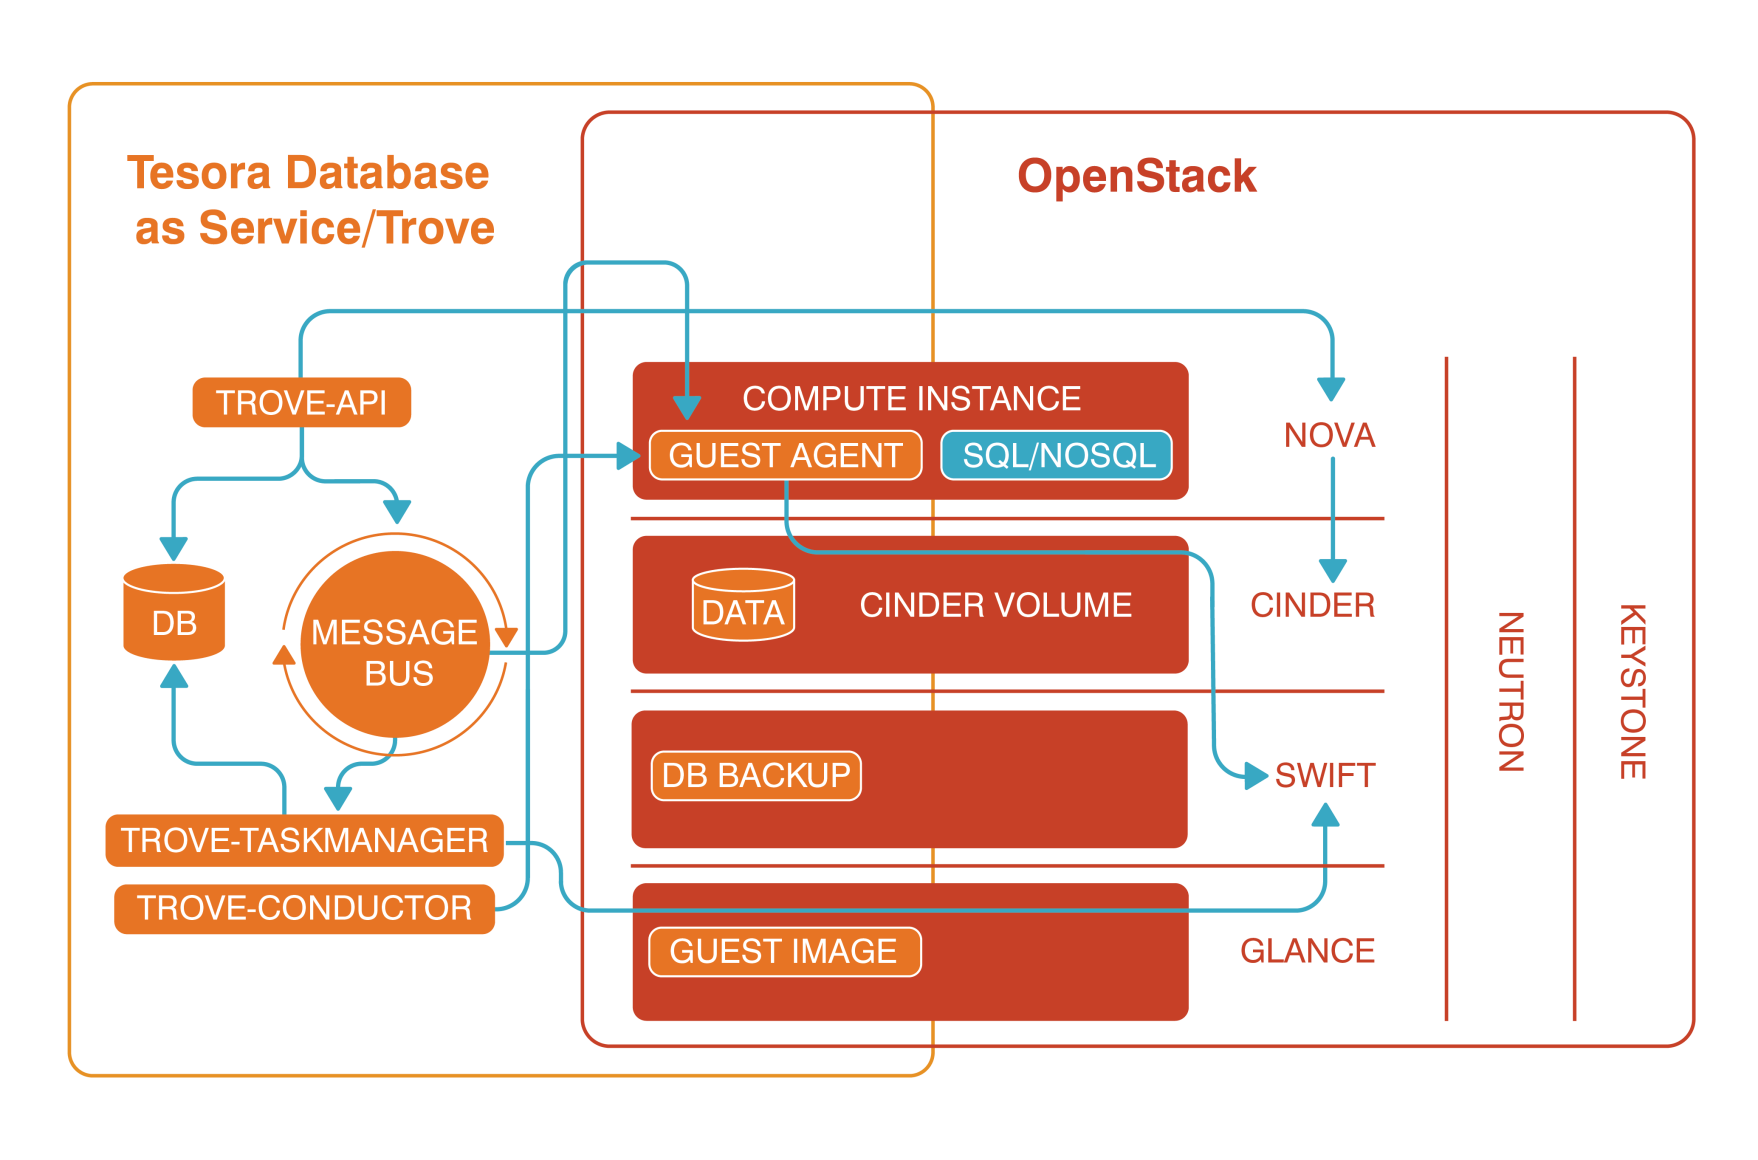 Tesora Database
as Service/Trove
OpenStack
TROVE-API
DB
MESSAGE
BUS
TROVE-TASKMANAGER
TROVE-CONDUCTOR
COMPUTE INSTANCE
GUEST AGENT
SQL/NOSQL
NOVA
DATA
CINDER VOLUME
CINDER
DB BACKUP
SWIFT
GUEST IMAGE
GLANCE
NEUTRON
KEYSTONE